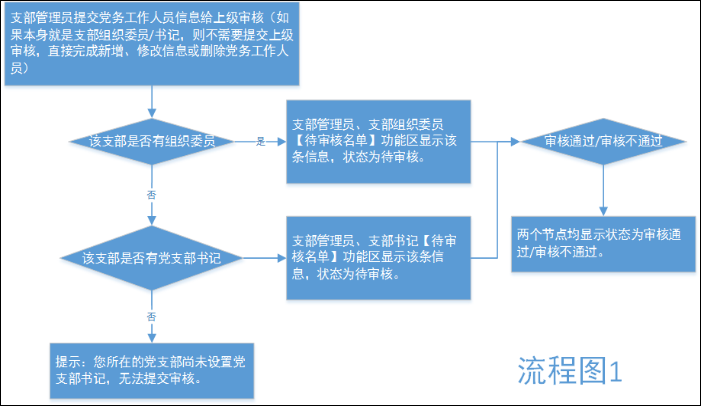 支部管理员提交党务工作人员信息给上级审核（如
果本身就是支部组织委员/书记，则不需要提交上级
审核，直接完成新增、修改信息或删除党务工作人
员）
该支部是否有组织委员
是
支部管理员、支部组织委员
【待审核名单】功能区显示该
条信息，状态为待审核。
审核通过/审核不通过
否
该支部是否有党支部书记
支部管理员、支部书记【待审
核名单】功能区显示该条信
息，状态为待审核。
两个节点均显示状态为审核通
过/审核不通过。
否
提示：您所在的党支部尚未设置党
支部书记，无法提交审核。
流程图1